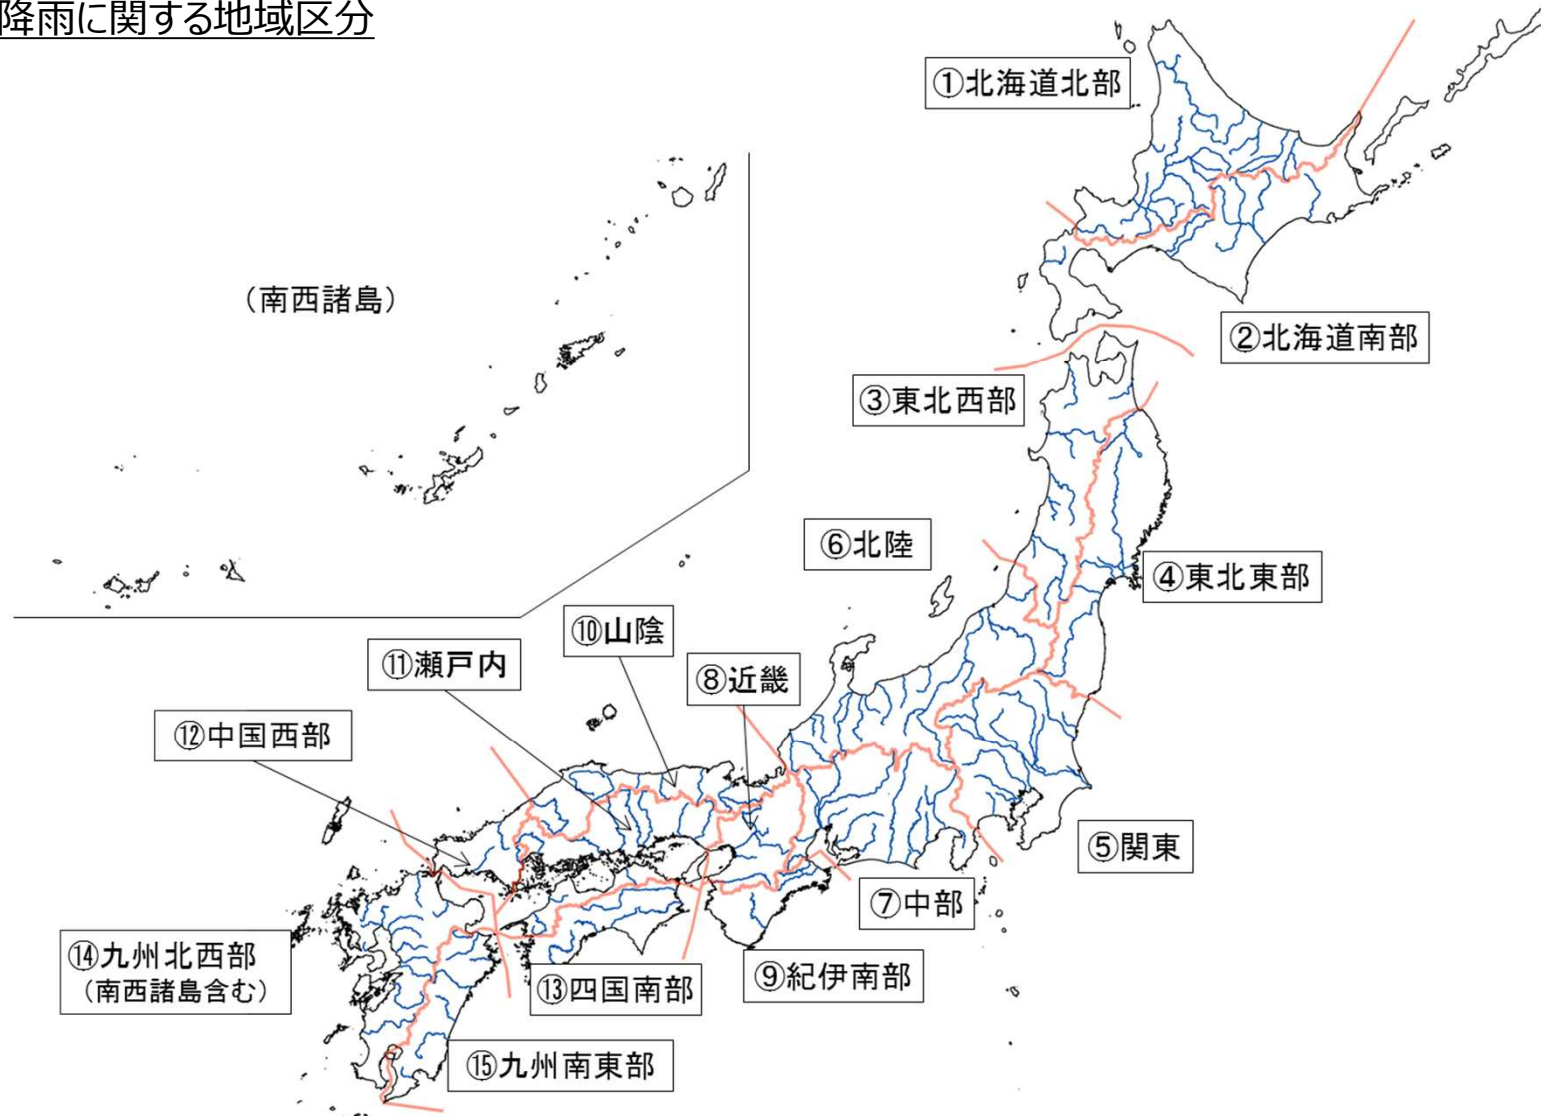 降雨に関する地域区分
①北海道北部
（南西諸島）
②北海道南部
③東北西部
⑥北陸
④東北東部
⑩山陰
⑪瀬戸内
⑧近畿
⑫中国西部
⑤関東
⑦中部
⑭九州北西部
（南西諸島含む）
⑬四国南部
⑨紀伊南部
⑮九州南東部